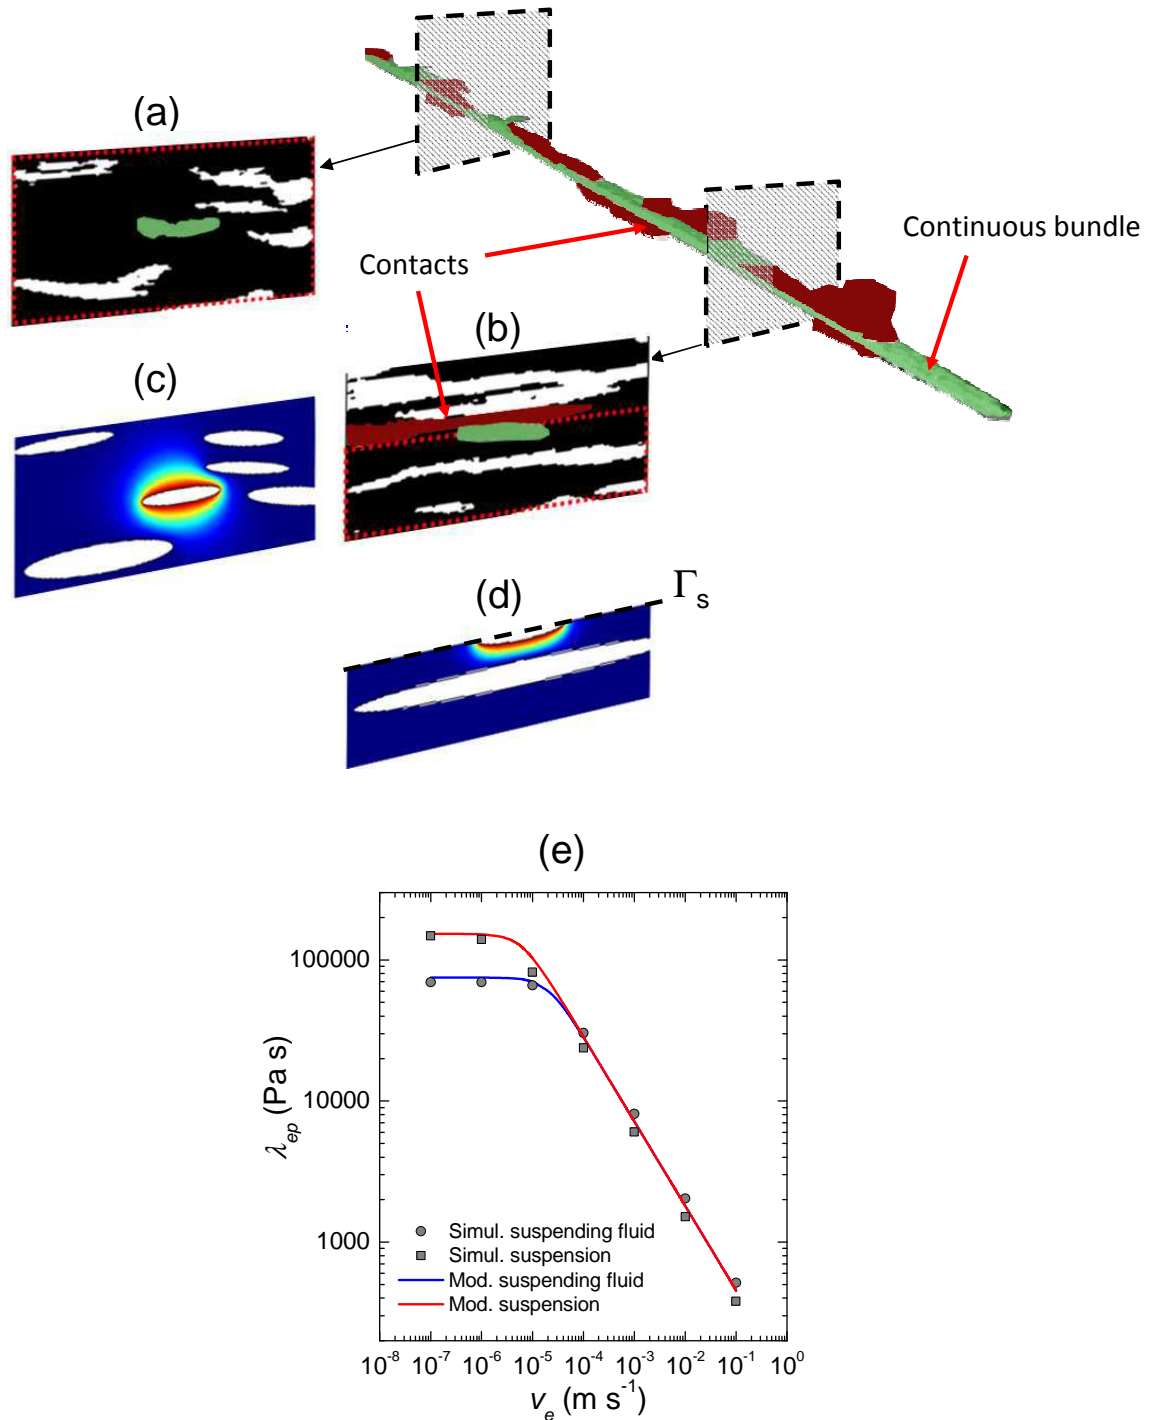 (a)
Continuous bundle
Contacts
(b)
(c)
(d)
Γs
(e)
λep (Pa s)
100000
10000
1000
Simul. suspending fluid
Simul. suspension
Mod. suspending fluid
Mod. suspension
10⁻⁸ 10⁻⁷ 10⁻⁶ 10⁻⁵ 10⁻⁴ 10⁻³ 10⁻² 10⁻¹ 10⁰
ve (m s⁻¹)